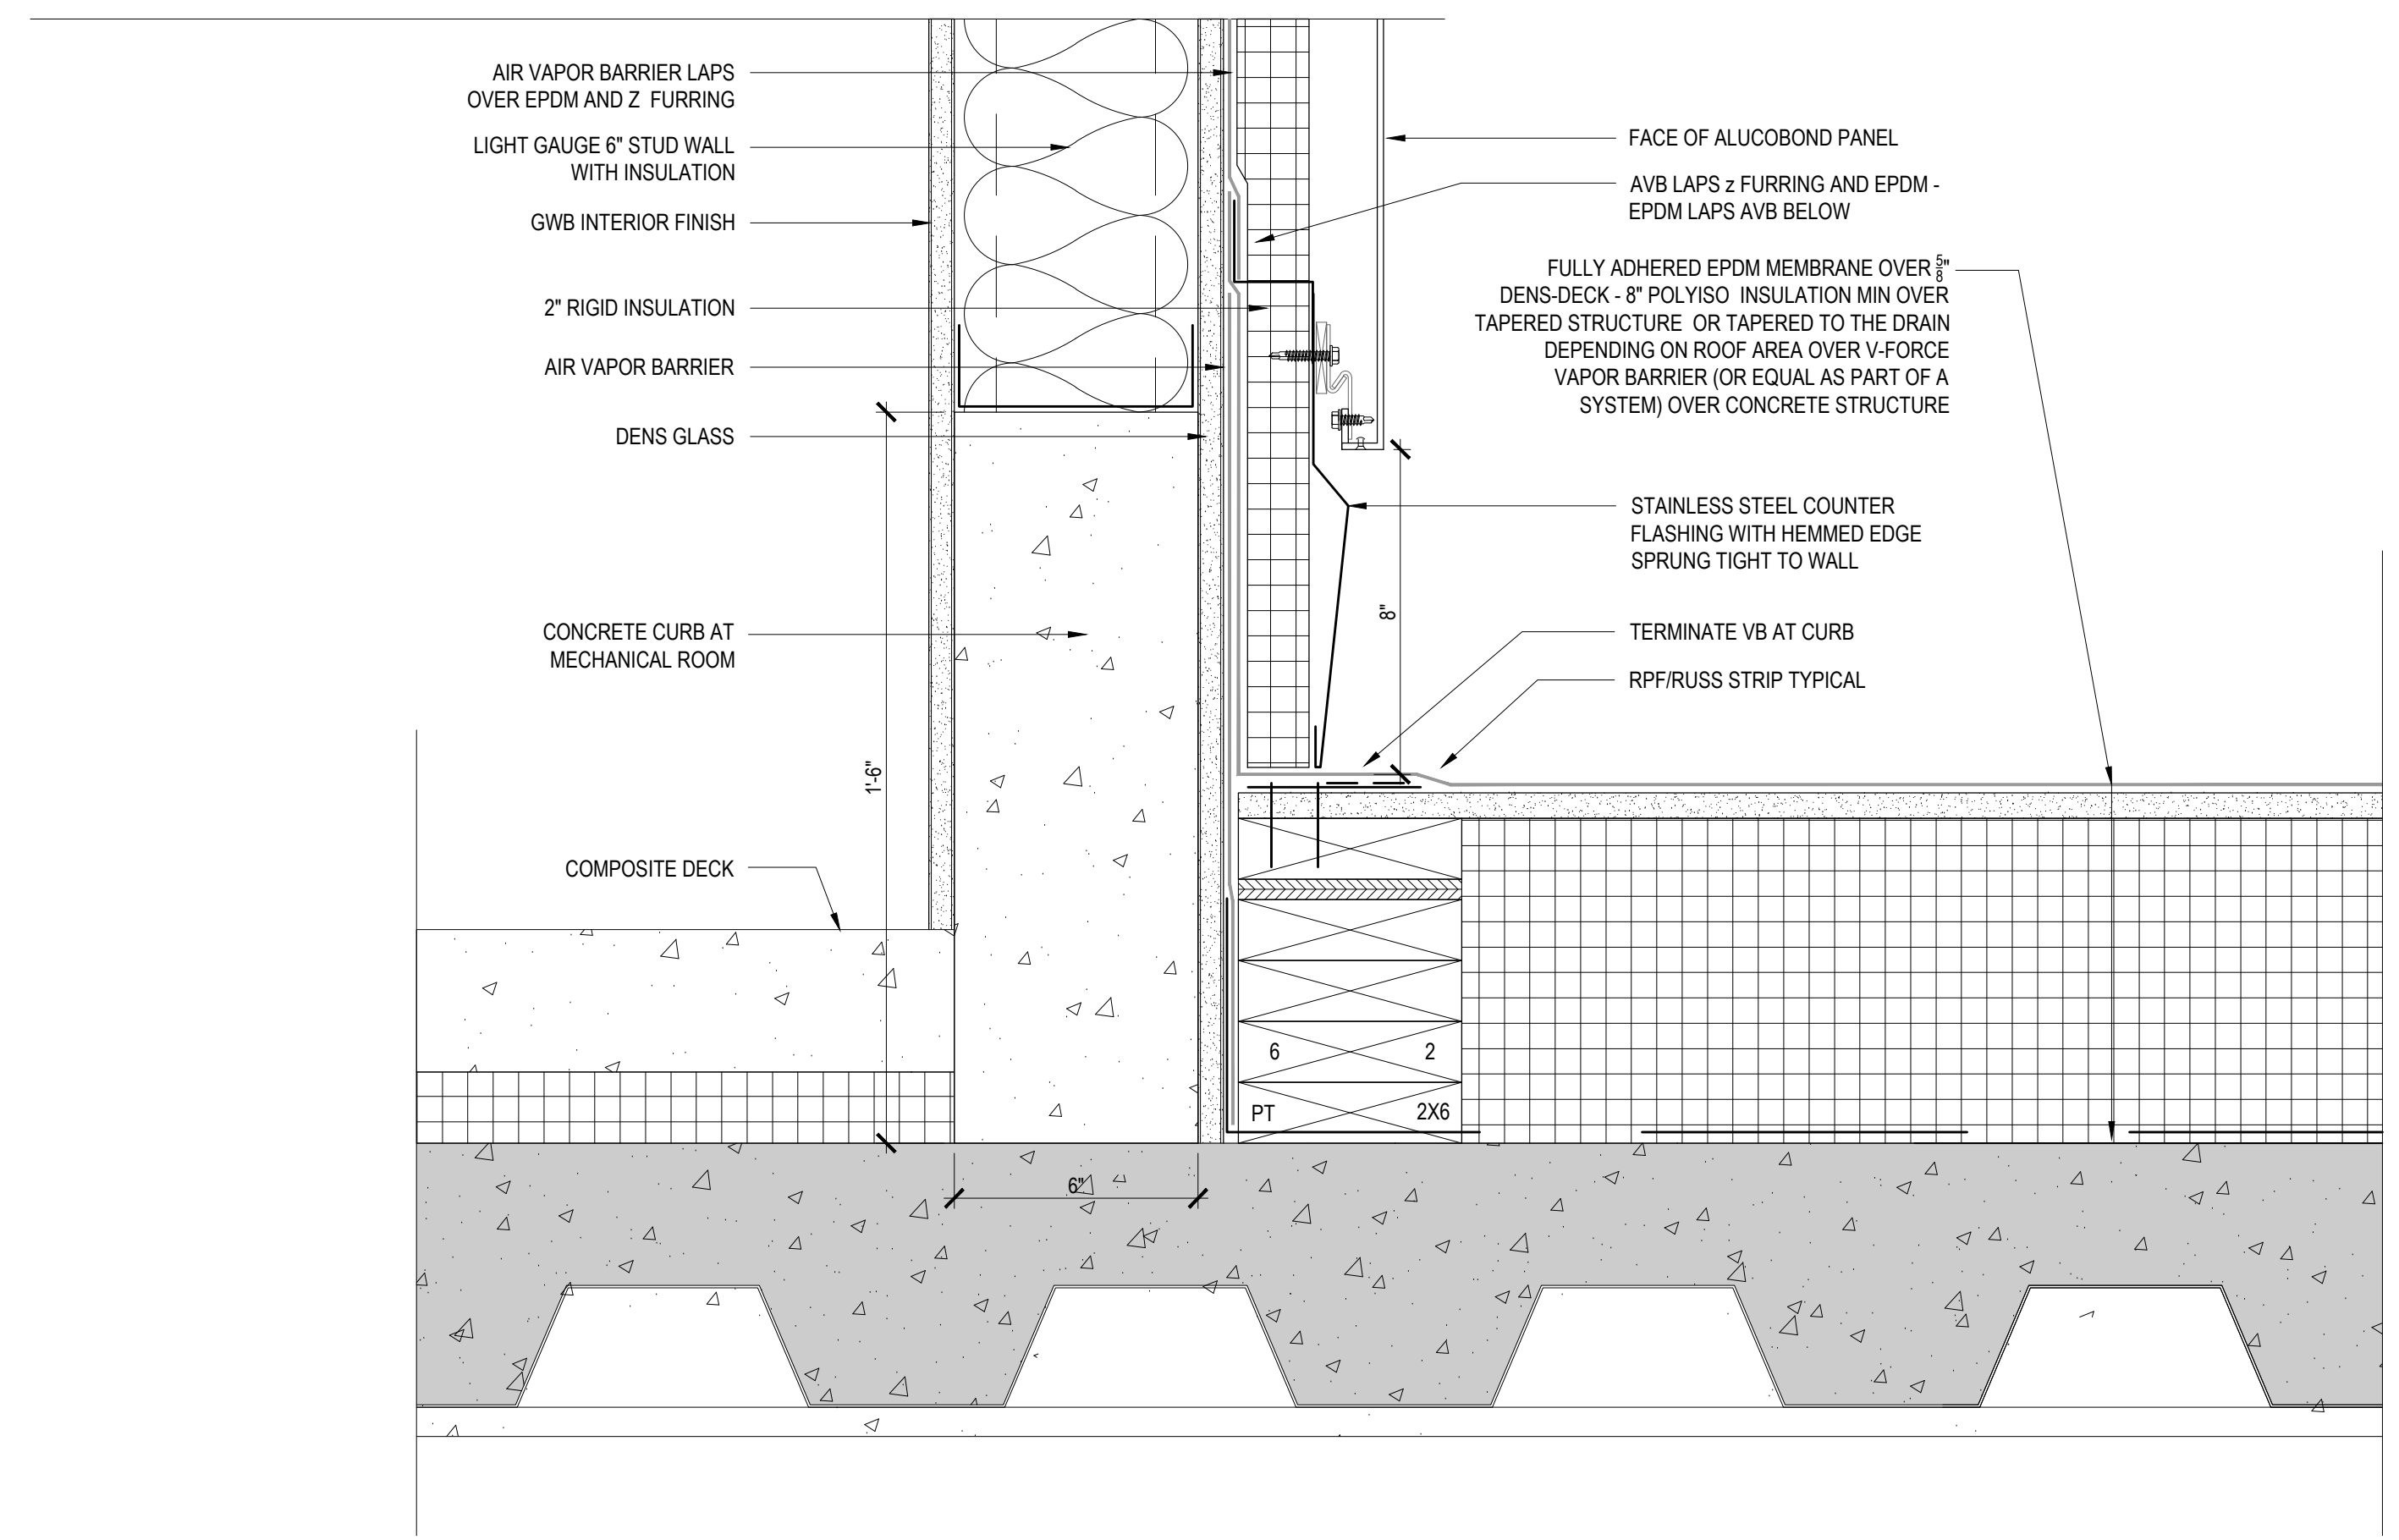 AIR VAPOR BARRIER LAPS
OVER EPDM AND Z FURRING
LIGHT GAUGE 6" STUD WALL
WITH INSULATION
GWB INTERIOR FINISH
2" RIGID INSULATION
AIR VAPOR BARRIER
DENS GLASS
CONCRETE CURB AT
MECHANICAL ROOM
COMPOSITE DECK
1'-6"
6"
FACE OF ALUCOBOND PANEL
AVB LAPS z FURRING AND EPDM -
EPDM LAPS AVB BELOW
FULLY ADHERED EPDM MEMBRANE OVER 5/8"
DENS-DECK - 8" POLYISO INSULATION MIN OVER
TAPERED STRUCTURE OR TAPERED TO THE DRAIN
DEPENDING ON ROOF AREA OVER V-FORCE
VAPOR BARRIER (OR EQUAL AS PART OF A
SYSTEM) OVER CONCRETE STRUCTURE
STAINLESS STEEL COUNTER
FLASHING WITH HEMMED EDGE
SPRUNG TIGHT TO WALL
8"
TERMINATE VB AT CURB
RPF/RUSS STRIP TYPICAL
6 2
PT 2X6